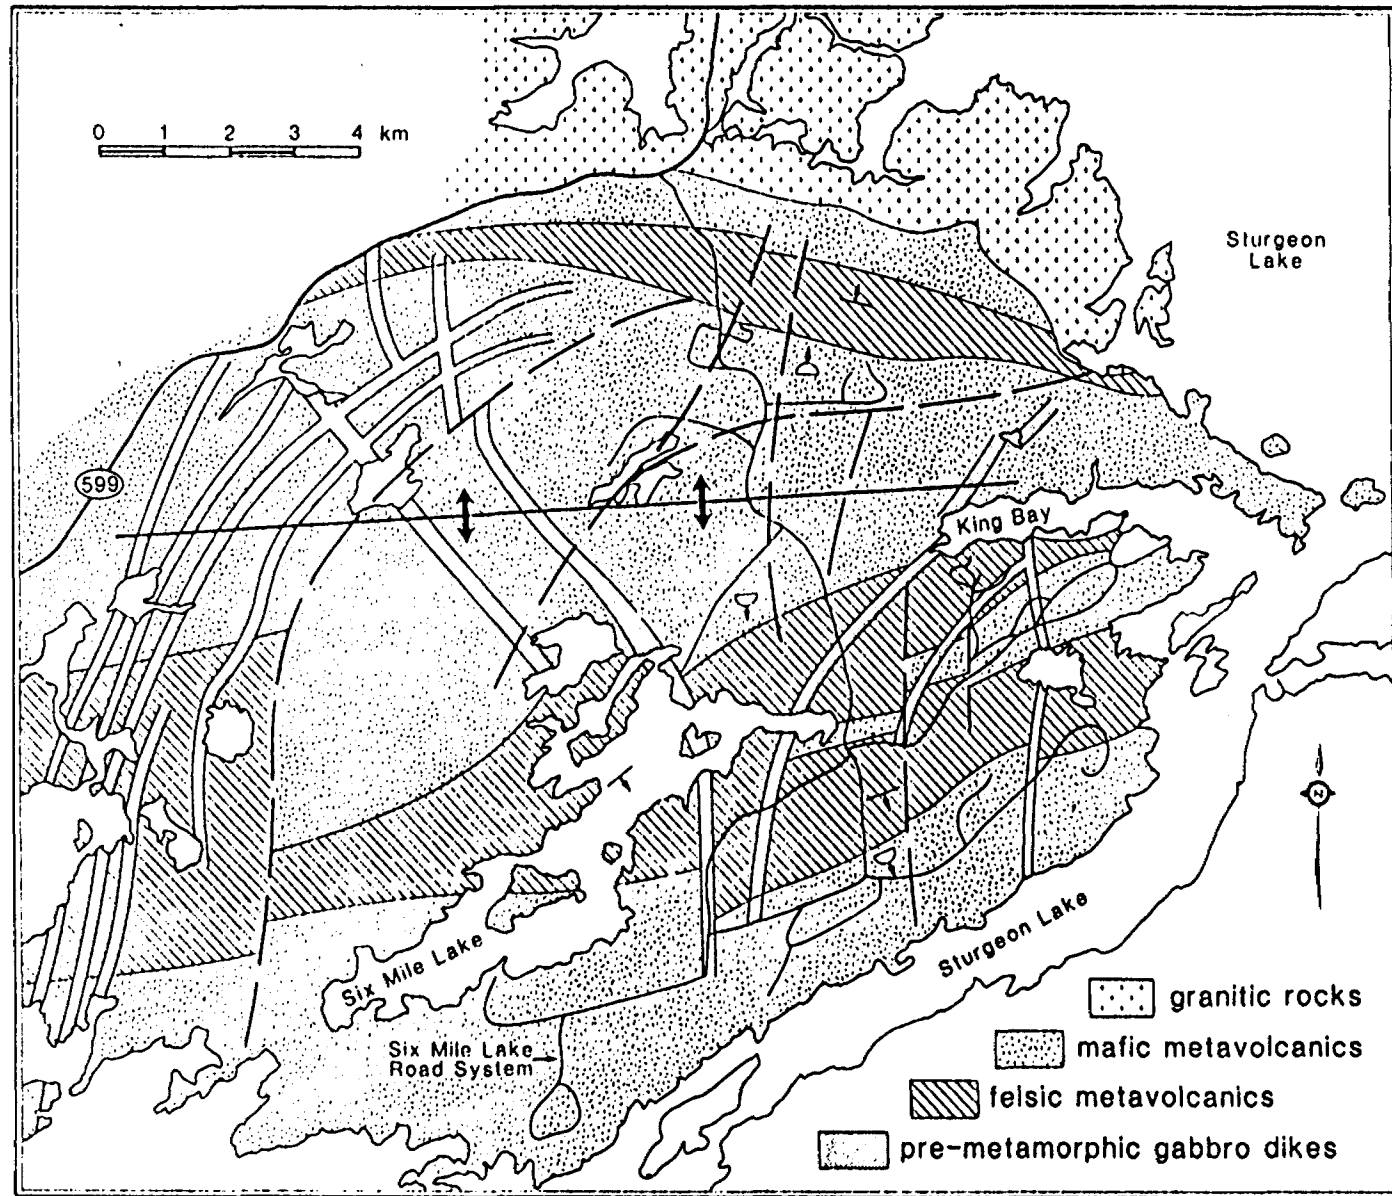 0 1 2 3 4 km
Sturgeon
Lake
599
King Bay
N
Six Mile Lake
Sturgeon Lake
granitic rocks
Six Mile Lake
Road System
mafic metavolcanics
felsic metavolcanics
pre-metamorphic gabbro dikes